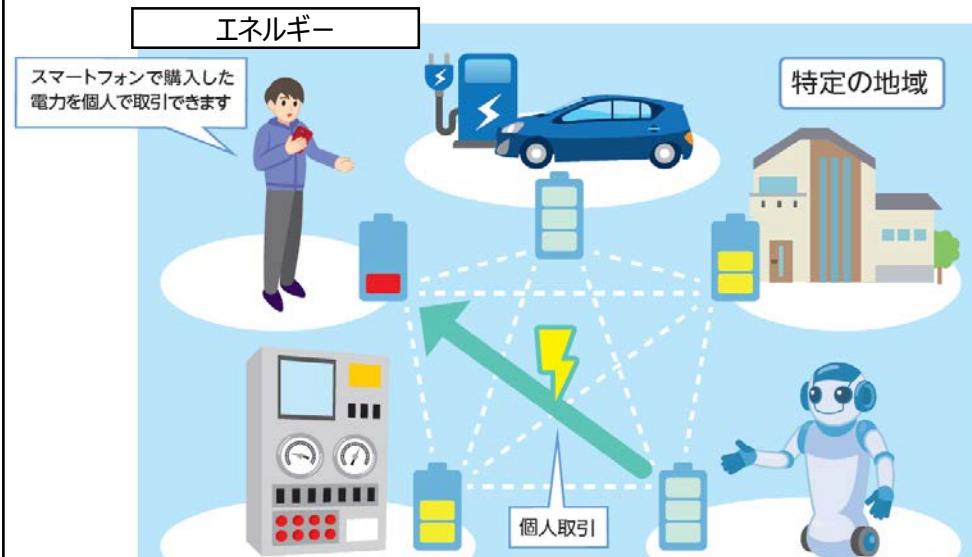 エネルギー
スマートフォンで購入した
電力を個人で取引できます
特定の地域
個人取引